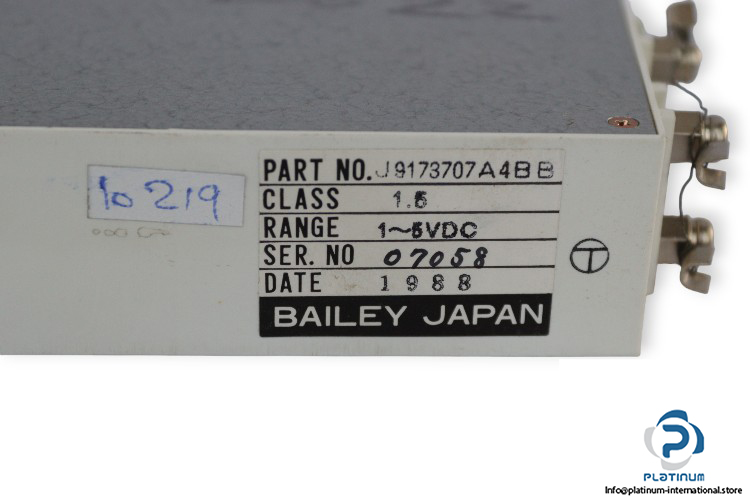 10219
PART NO. J9173707A4BB
CLASS 1.5
RANGE 1~5VDC
SER. NO 07058
DATE 1988
BAILEY JAPAN
T
PLATINUM
Info@platinum-international.store